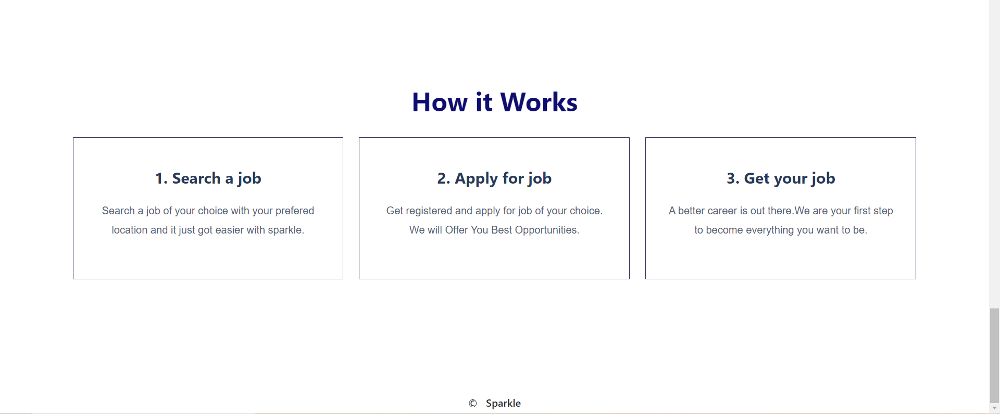 How it Works
1. Search a job
Search a job of your choice with your prefered
location and it just got easier with sparkle.
2. Apply for job
Get registered and apply for job of your choice.
We will Offer You Best Opportunities.
3. Get your job
A better career is out there.We are your first step
to become everything you want to be.
© Sparkle